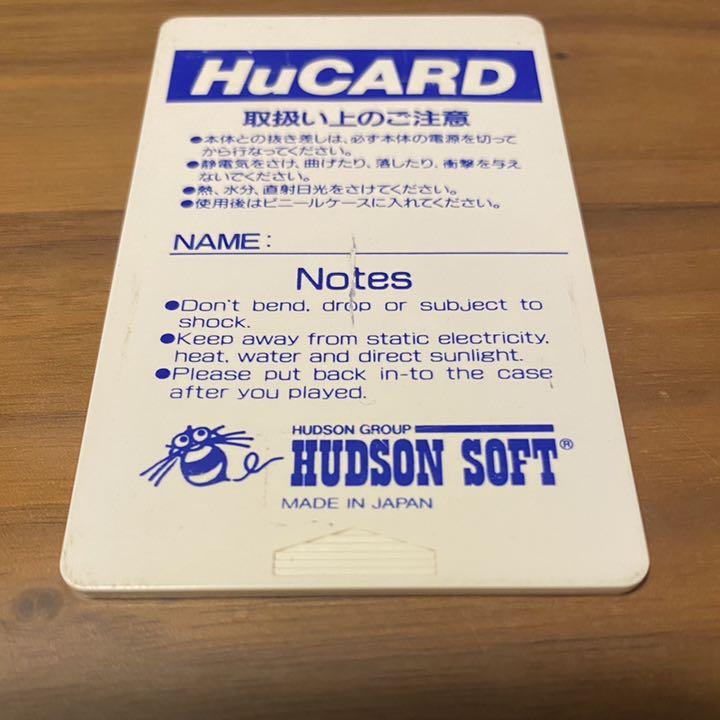 HuCARD
取扱い上のご注意
●本体との抜き差しは、必ず本体の電源を切って
から行なってください。
●静電気をさけ、曲げたり、落したり、衝撃を与え
ないでください。
●熱、水分、直射日光をさけてください。
●使用後はビニールケースに入れてください。
NAME:
Notes
●Don't bend, drop or subject to
shock.
●Keep away from static electricity,
heat, water and direct sunlight.
●Please put back in-to the case
after you played.
HUDSON GROUP
HUDSON SOFT®
MADE IN JAPAN